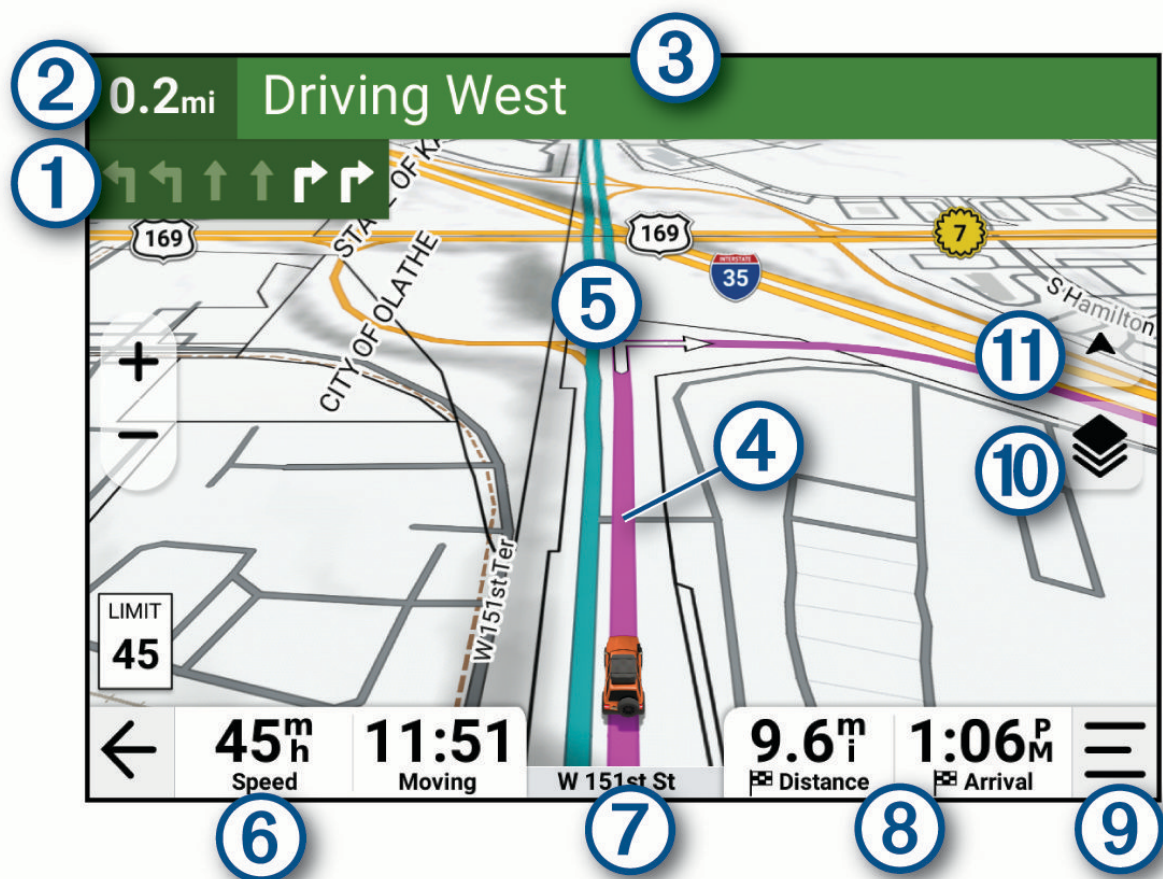 2
3
0.2mi
Driving West
1
169
STATE OF KA
CITY OF OLATHE
169
7
INTERSTATE
35
S Hamilton
5
11
+
−
4
10
W 151st Ter
LIMIT
45
45mh
Speed
11:51
Moving
W 151st St
9.6mi
Distance
1:06PM
Arrival
6
7
8
9